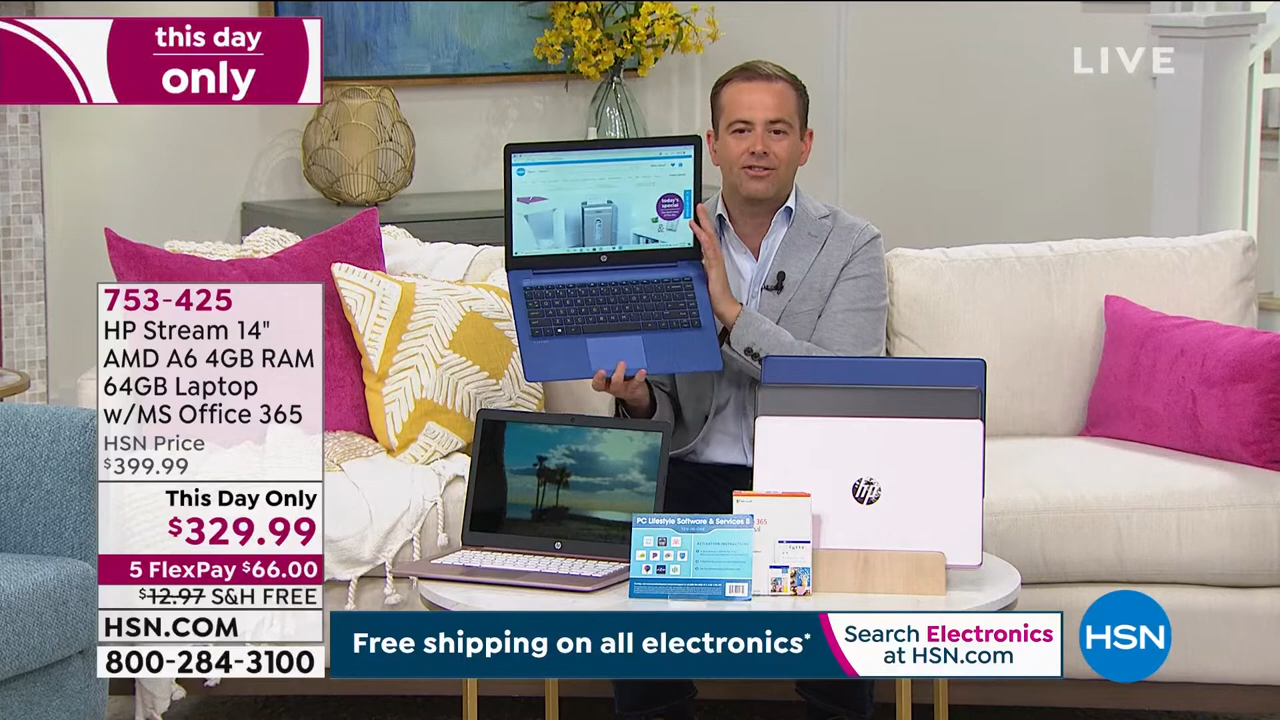 this day
only
LIVE
today's
special
hp
753-425
HP Stream 14"
AMD A6 4GB RAM
64GB Laptop
w/MS Office 365
HSN Price
$399.99
This Day Only
$329.99
5 FlexPay $66.00
$12.97 S&H FREE
HSN.COM
800-284-3100
PC Lifestyle Software & Services 8
365
hp
Free shipping on all electronics*
Search Electronics
at HSN.com
HSN